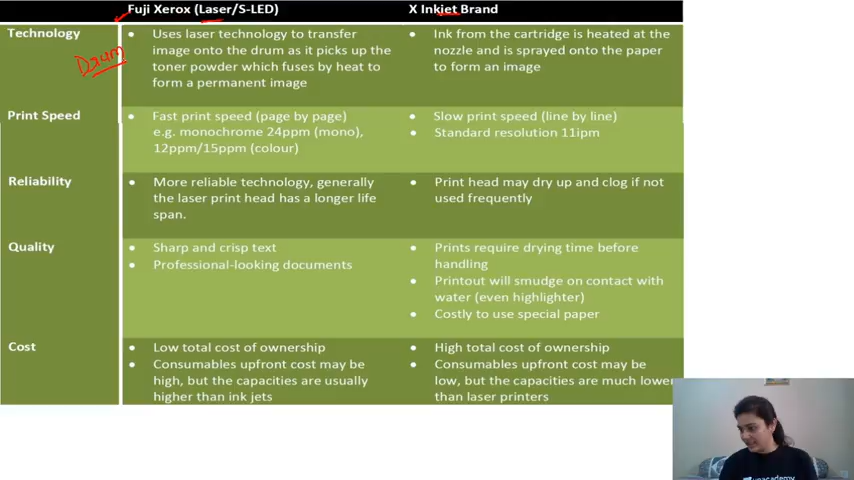 Fuji Xerox (Laser/S-LED)
X Inkjet Brand
Technology
Drum
• Uses laser technology to transfer
image onto the drum as it picks up the
toner powder which fuses by heat to
form a permanent image
• Ink from the cartridge is heated at the
nozzle and is sprayed onto the paper
to form an image
Print Speed
• Fast print speed (page by page)
e.g. monochrome 24ppm (mono),
12ppm/15ppm (colour)
• Slow print speed (line by line)
• Standard resolution 11ipm
Reliability
• More reliable technology, generally
the laser print head has a longer life
span.
• Print head may dry up and clog if not
used frequently
Quality
• Sharp and crisp text
• Professional-looking documents
• Prints require drying time before
handling
• Printout will smudge on contact with
water (even highlighter)
• Costly to use special paper
Cost
• Low total cost of ownership
• Consumables upfront cost may be
high, but the capacities are usually
higher than ink jets
• High total cost of ownership
• Consumables upfront cost may be
low, but the capacities are much lower
than laser printers
unacademy